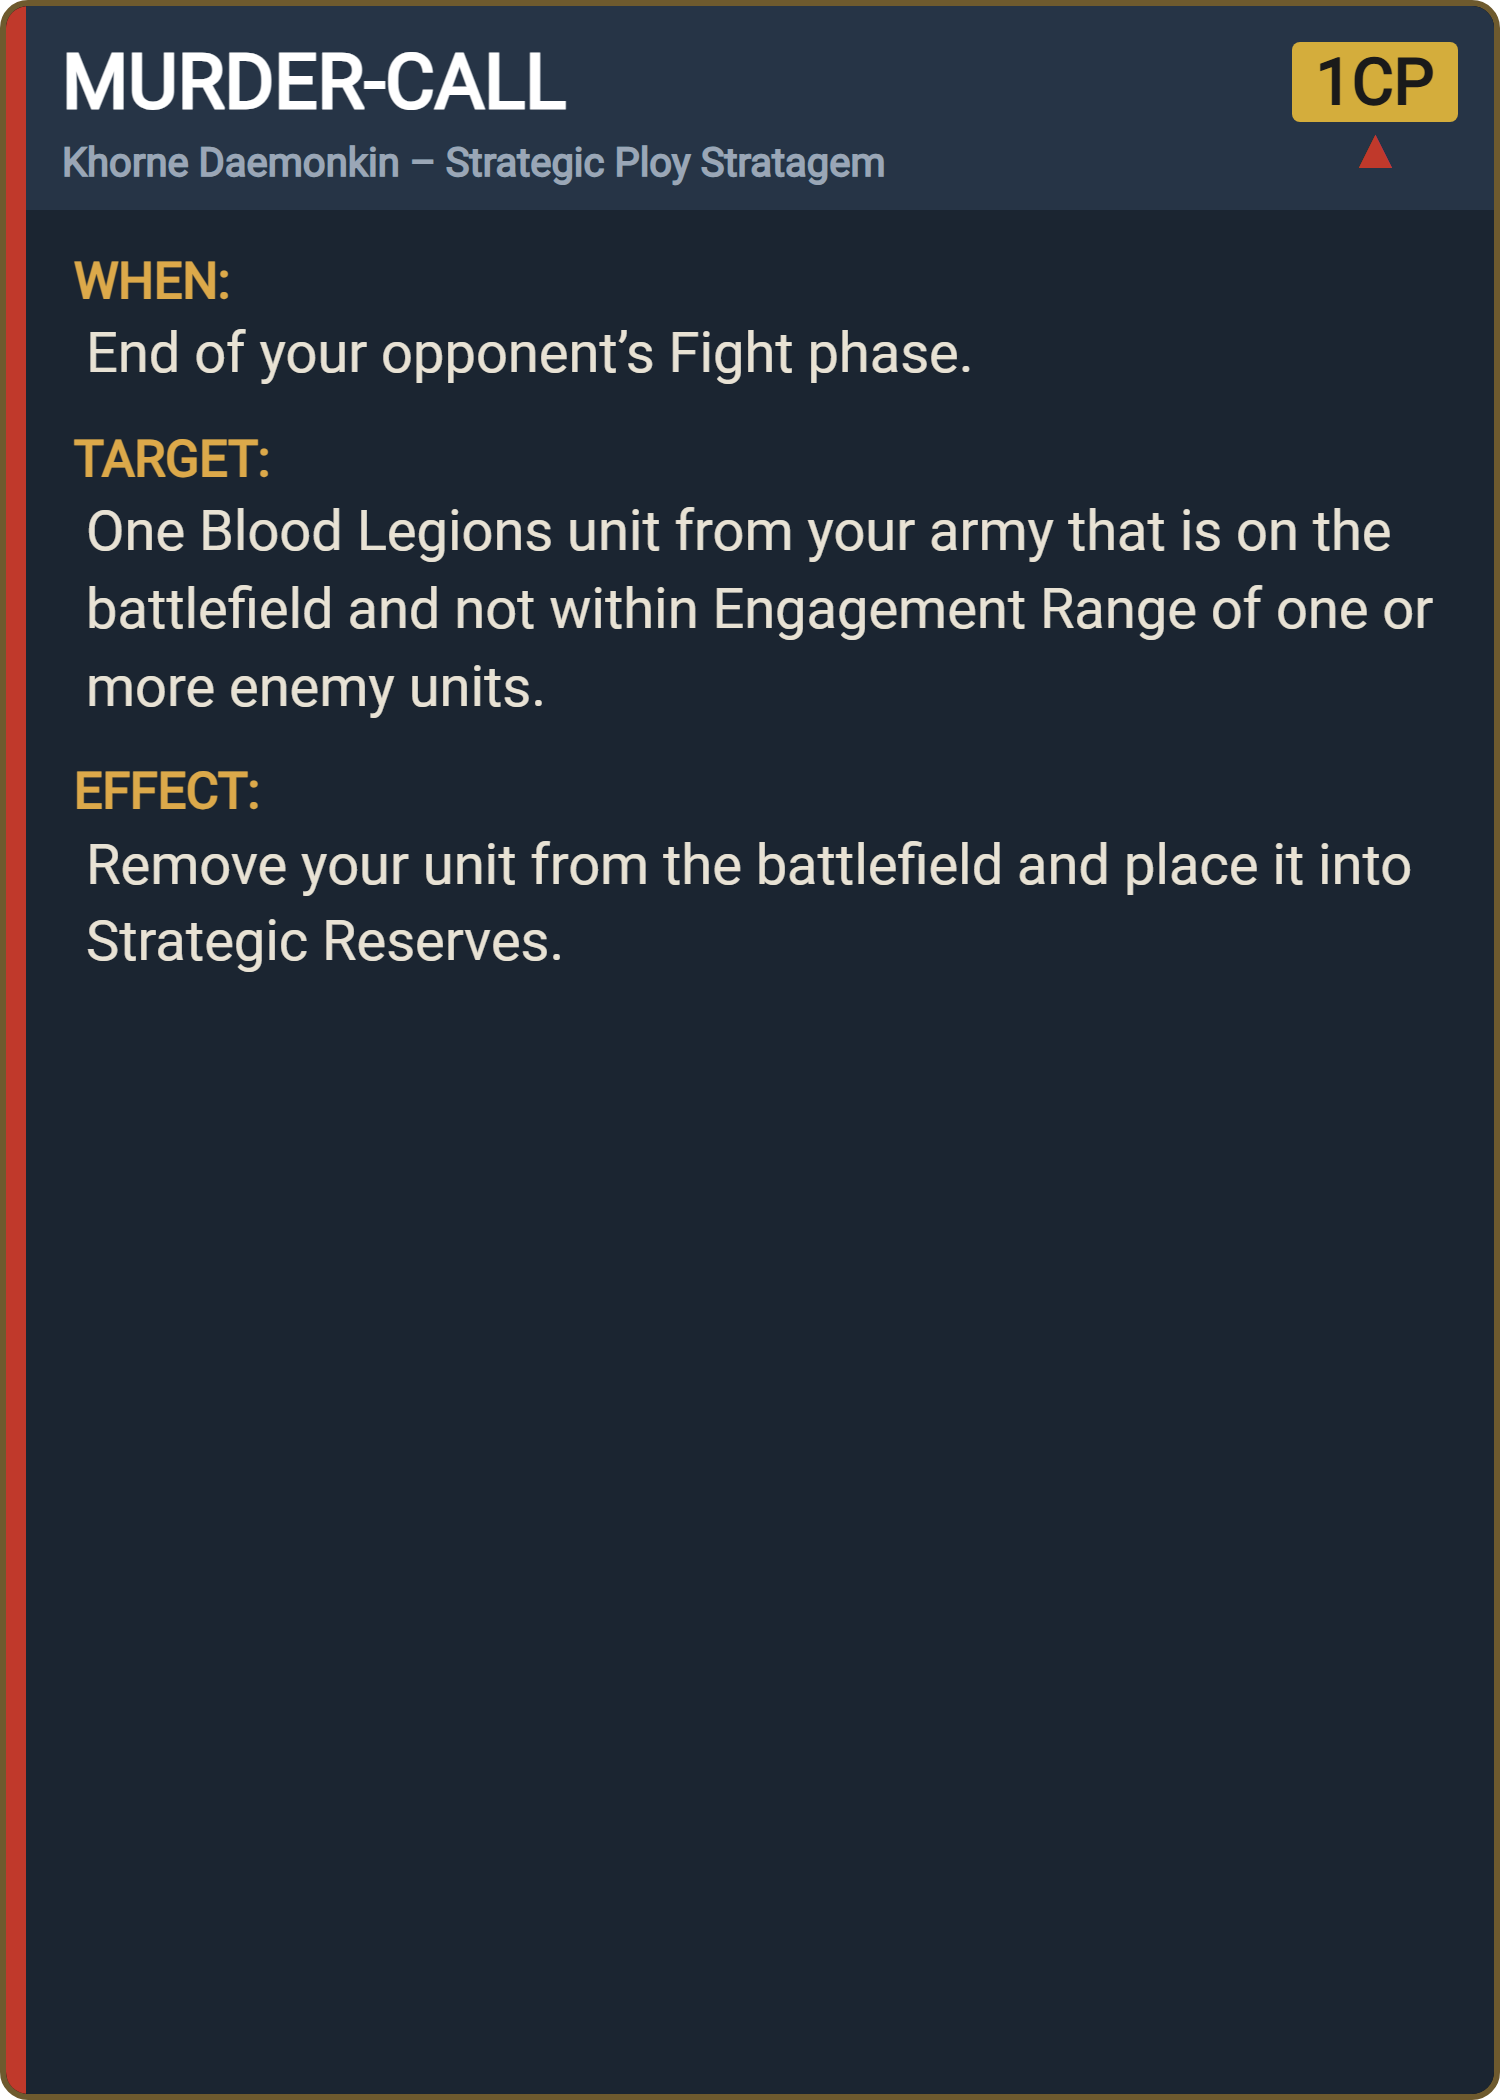 MURDER-CALL
1CP
Khorne Daemonkin – Strategic Ploy Stratagem
WHEN:
End of your opponent’s Fight phase.
TARGET:
One Blood Legions unit from your army that is on the
battlefield and not within Engagement Range of one or
more enemy units.
EFFECT:
Remove your unit from the battlefield and place it into
Strategic Reserves.